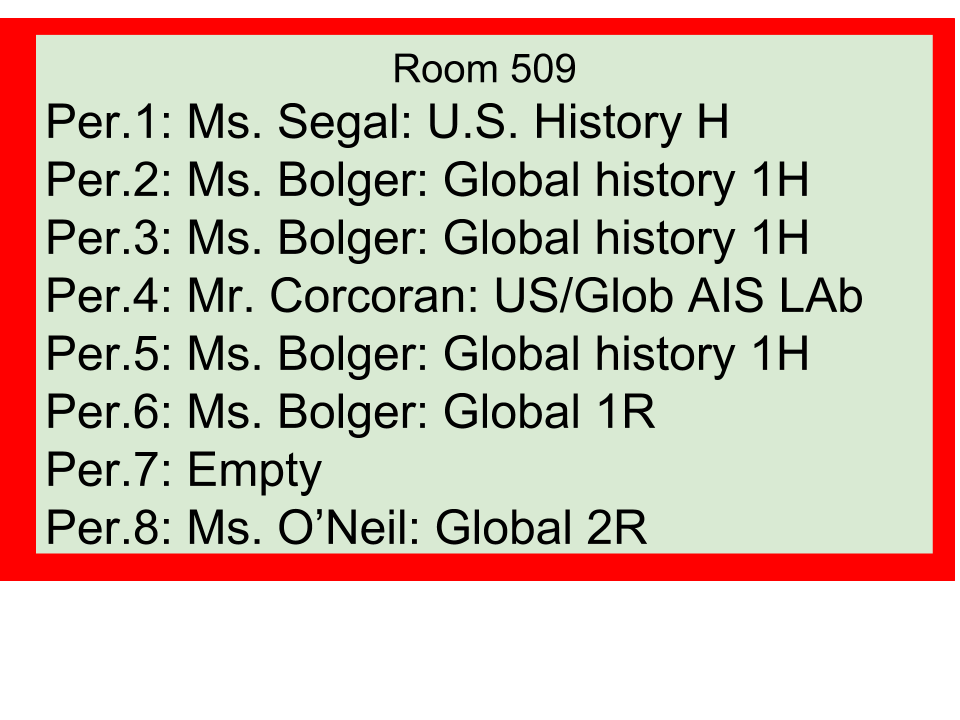 Room 509
Per.1: Ms. Segal: U.S. History H
Per.2: Ms. Bolger: Global history 1H
Per.3: Ms. Bolger: Global history 1H
Per.4: Mr. Corcoran: US/Glob AIS LAb
Per.5: Ms. Bolger: Global history 1H
Per.6: Ms. Bolger: Global 1R
Per.7: Empty
Per.8: Ms. O’Neil: Global 2R